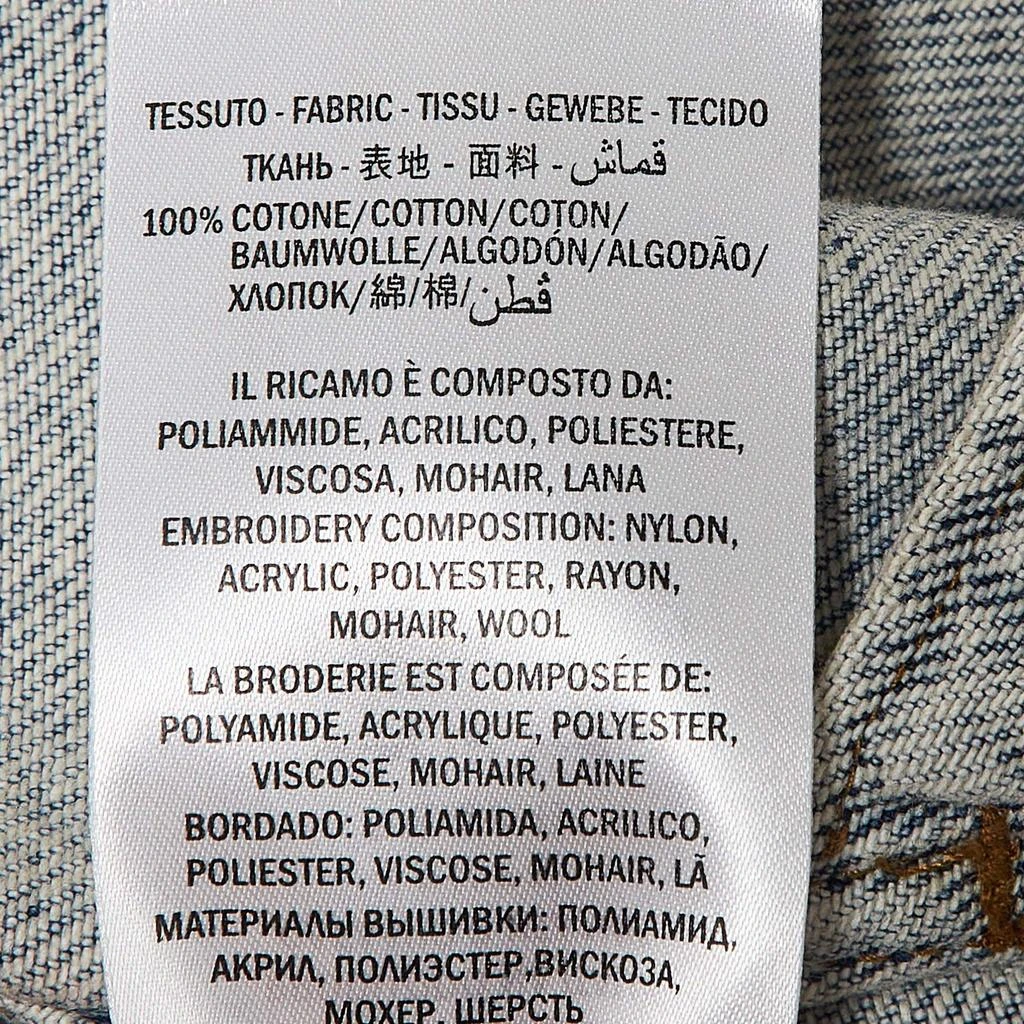 TESSUTO - FABRIC - TISSU - GEWEBE - TECIDO
ТКАНЬ - 表地 - 面料 - قماش
100% COTONE/COTTON/COTON/
BAUMWOLLE/ALGODÓN/ALGODÃO/
ХЛОПОК/綿/棉/قطن
IL RICAMO È COMPOSTO DA:
POLIAMMIDE, ACRILICO, POLIESTERE,
VISCOSA, MOHAIR, LANA
EMBROIDERY COMPOSITION: NYLON,
ACRYLIC, POLYESTER, RAYON,
MOHAIR, WOOL
LA BRODERIE EST COMPOSÉE DE:
POLYAMIDE, ACRYLIQUE, POLYESTER,
VISCOSE, MOHAIR, LAINE
BORDADO: POLIAMIDA, ACRILICO,
POLIESTER, VISCOSE, MOHAIR, LÃ
МАТЕРИАЛЫ ВЫШИВКИ: ПОЛИАМИД,
АКРИЛ, ПОЛИЭСТЕР,ВИСКОЗА,
МОХЕР, ШЕРСТЬ